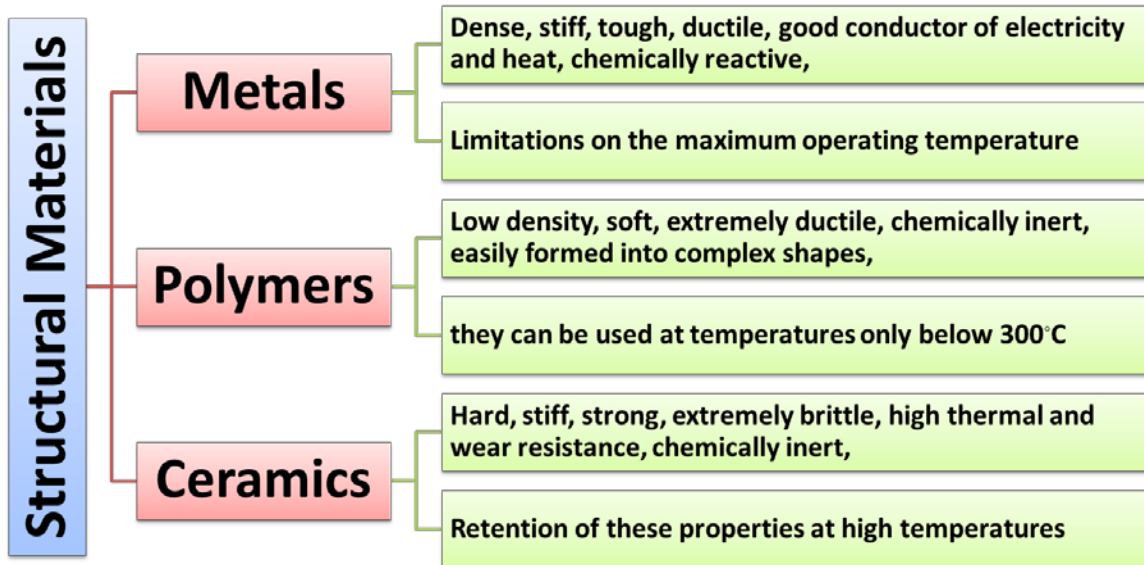 Structural Materials
Metals
Dense, stiff, tough, ductile, good conductor of electricity
and heat, chemically reactive,
Limitations on the maximum operating temperature
Polymers
Low density, soft, extremely ductile, chemically inert,
easily formed into complex shapes,
they can be used at temperatures only below 300°C
Ceramics
Hard, stiff, strong, extremely brittle, high thermal and
wear resistance, chemically inert,
Retention of these properties at high temperatures